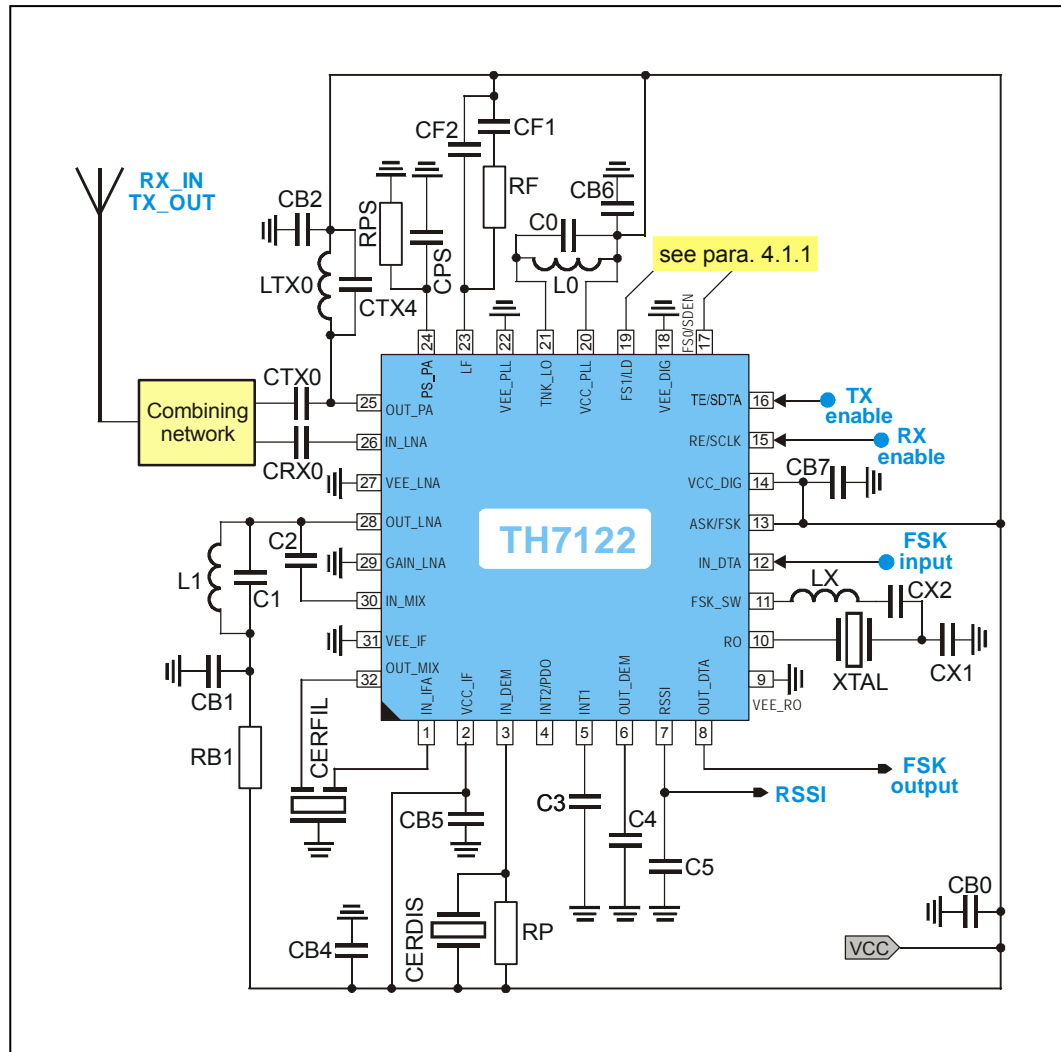 CF2
CF1
RX_IN
TX_OUT
CB2
RPS
CPS
RF
CB6
C0
L0
see para. 4.1.1
LTX0
CTX4
24
23
22
21
20
19
18
17
FS0/SDEN
PS_PA
LF
VEE_PLL
TNK_LO
VCC_PLL
FS1/LD
VEE_DIG
Combining
network
CTX0
CRX0
25
OUT_PA
26
IN_LNA
27
VEE_LNA
28
OUT_LNA
29
GAIN_LNA
30
IN_MIX
31
VEE_IF
32
OUT_MIX
TH7122
TE/SDTA
16
TX
enable
RE/SCLK
15
RX
enable
VCC_DIG
14
CB7
ASK/FSK
13
IN_DTA
12
FSK
input
FSK_SW
11
LX
CX2
RO
10
XTAL
CX1
9
VEE_RO
C2
L1
C1
CB1
RB1
IN_IFA
VCC_IF
IN_DEM
INT2/PDO
INT1
OUT_DEM
RSSI
OUT_DTA
1
2
3
4
5
6
7
8
CERFIL
CB5
C3
C4
C5
RSSI
FSK
output
CERDIS
RP
CB4
CB0
VCC